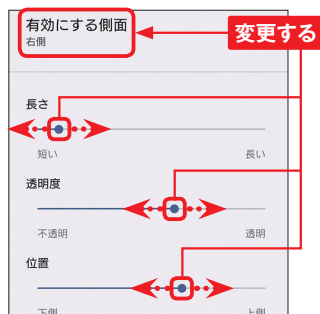 有効にする側面
右側
変更する
長さ
短い 長い
透明度
不透明 透明
位置
下側 上側